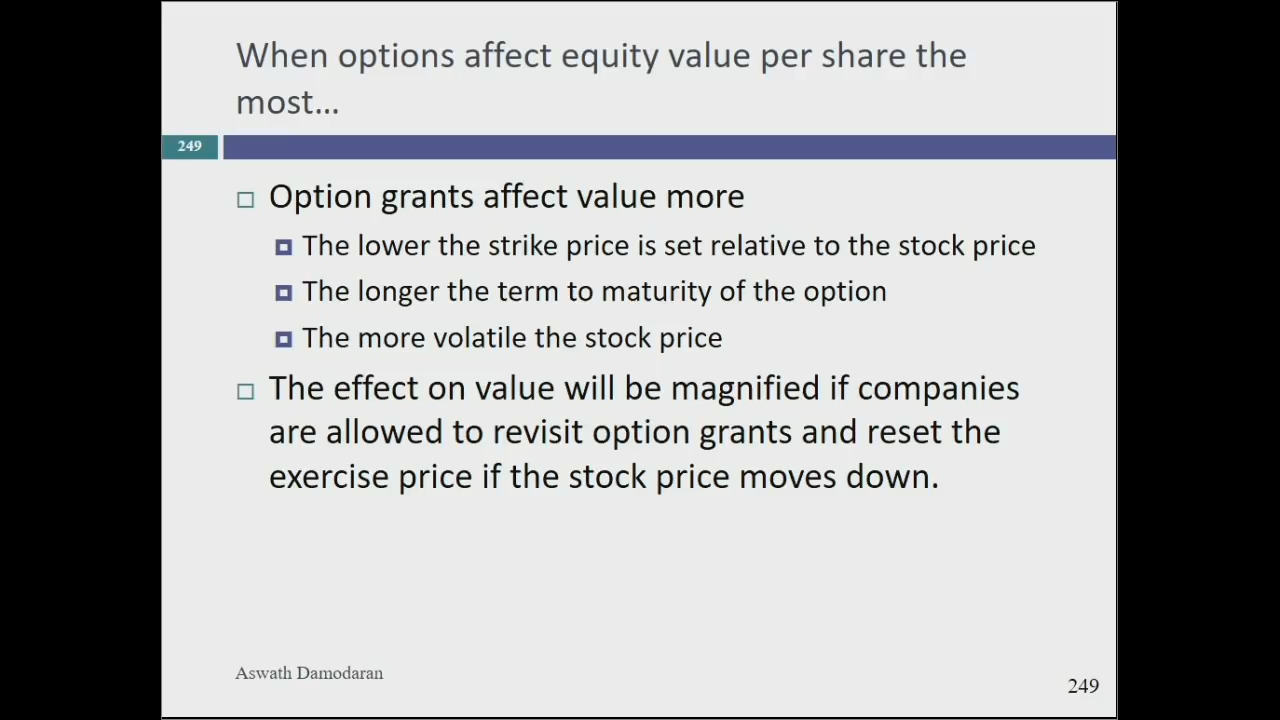 When options affect equity value per share the
most…
249
Option grants affect value more
The lower the strike price is set relative to the stock price
The longer the term to maturity of the option
The more volatile the stock price
The effect on value will be magnified if companies
are allowed to revisit option grants and reset the
exercise price if the stock price moves down.
Aswath Damodaran
249